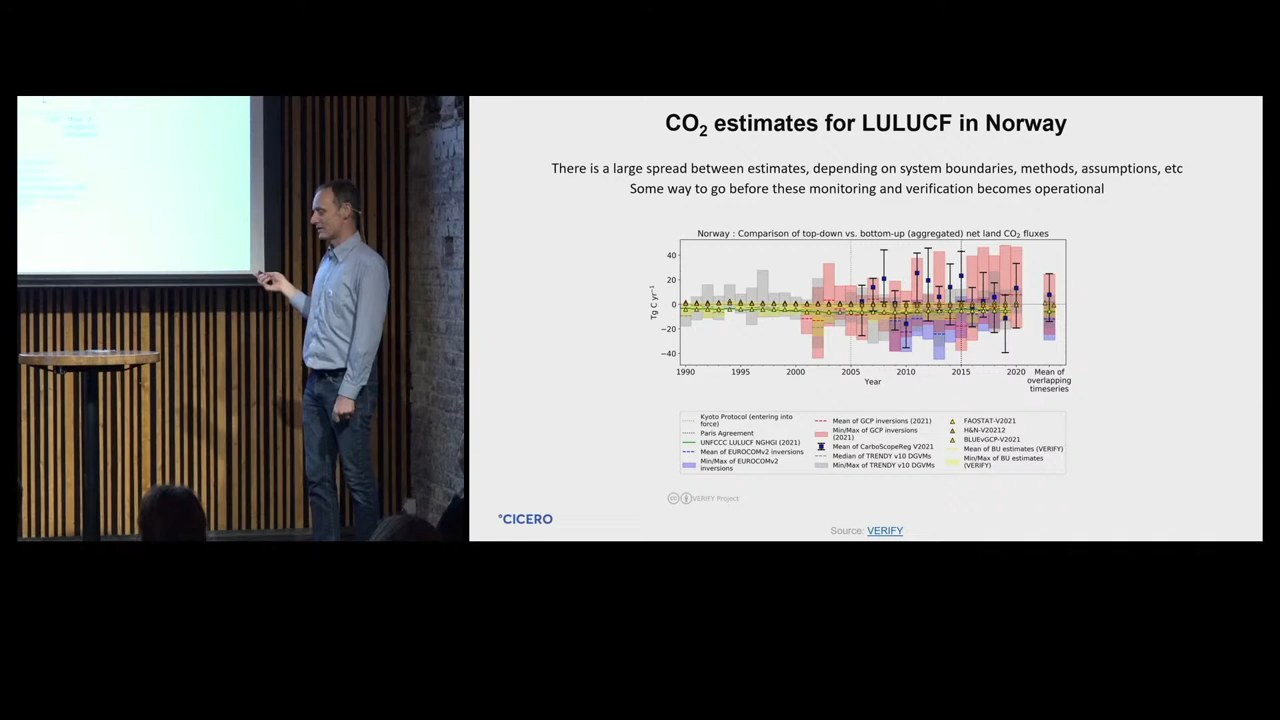 CO2 estimates for LULUCF in Norway
There is a large spread between estimates, depending on system boundaries, methods, assumptions, etc
Some way to go before these monitoring and verification becomes operational
Norway : Comparison of top-down vs. bottom-up (aggregated) net land CO2 fluxes
Tg C yr−1
40
20
0
−20
−40
1990 1995 2000 2005 2010 2015 2020 Mean of
overlapping
timeseries
Year
Kyoto Protocol (entering into
force)
Paris Agreement
UNFCCC LULUCF NGHGI (2021)
Mean of EUROCOMv2 inversions
Min/Max of EUROCOMv2
inversions
Mean of GCP inversions (2021)
Min/Max of GCP inversions
(2021)
Mean of CarboScopeReg V2021
Median of TRENDY v10 DGVMs
Min/Max of TRENDY v10 DGVMs
FAOSTAT-V2021
H&N-V20212
BLUEvGCP-V2021
Mean of BU estimates (VERIFY)
Min/Max of BU estimates
(VERIFY)
VERIFY Project
°CICERO
Source: VERIFY